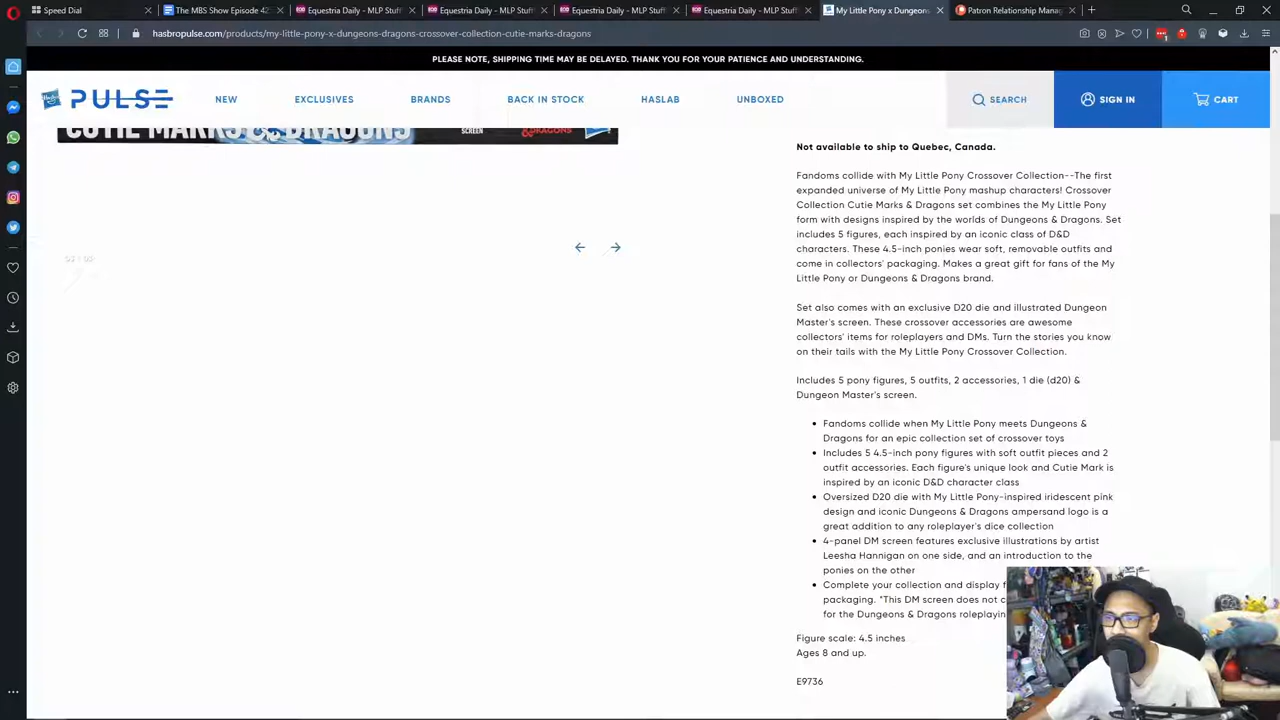 Speed Dial
The MBS Show Episode 42
Equestria Daily - MLP Stuff
Equestria Daily - MLP Stuff
Equestria Daily - MLP Stuff
Equestria Daily - MLP Stuff
My Little Pony x Dungeons
Patron Relationship Mana
hasbropulse.com/products/my-little-pony-x-dungeons-dragons-crossover-collection-cutie-marks-dragons
PLEASE NOTE, SHIPPING TIME MAY BE DELAYED. THANK YOU FOR YOUR PATIENCE AND UNDERSTANDING.
PULSE
NEW
EXCLUSIVES
BRANDS
BACK IN STOCK
HASLAB
UNBOXED
SEARCH
SIGN IN
CART
CUTIE MARKS & DRAGONS
SCREEN
& DRAGONS
Not available to ship to Quebec, Canada.
Fandoms collide with My Little Pony Crossover Collection--The first
expanded universe of My Little Pony mashup characters! Crossover
Collection Cutie Marks & Dragons set combines the My Little Pony
form with designs inspired by the worlds of Dungeons & Dragons. Set
includes 5 figures, each inspired by an iconic class of D&D
characters. These 4.5-inch ponies wear soft, removable outfits and
come in collectors' packaging. Makes a great gift for fans of the My
Little Pony or Dungeons & Dragons brand.
Set also comes with an exclusive D20 die and illustrated Dungeon
Master's screen. These crossover accessories are awesome
collectors' items for roleplayers and DMs. Turn the stories you know
on their tails with the My Little Pony Crossover Collection.
Includes 5 pony figures, 5 outfits, 2 accessories, 1 die (d20) &
Dungeon Master's screen.
Fandoms collide when My Little Pony meets Dungeons &
Dragons for an epic collection set of crossover toys
Includes 5 4.5-inch pony figures with soft outfit pieces and 2
outfit accessories. Each figure's unique look and Cutie Mark is
inspired by an iconic D&D character class
Oversized D20 die with My Little Pony-inspired iridescent pink
design and iconic Dungeons & Dragons ampersand logo is a
great addition to any roleplayer's dice collection
4-panel DM screen features exclusive illustrations by artist
Leesha Hannigan on one side, and an introduction to the
ponies on the other
Complete your collection and display
packaging. *This DM screen does not
for the Dungeons & Dragons
Figure scale: 4.5 inches
Ages 8 and up.
E9736